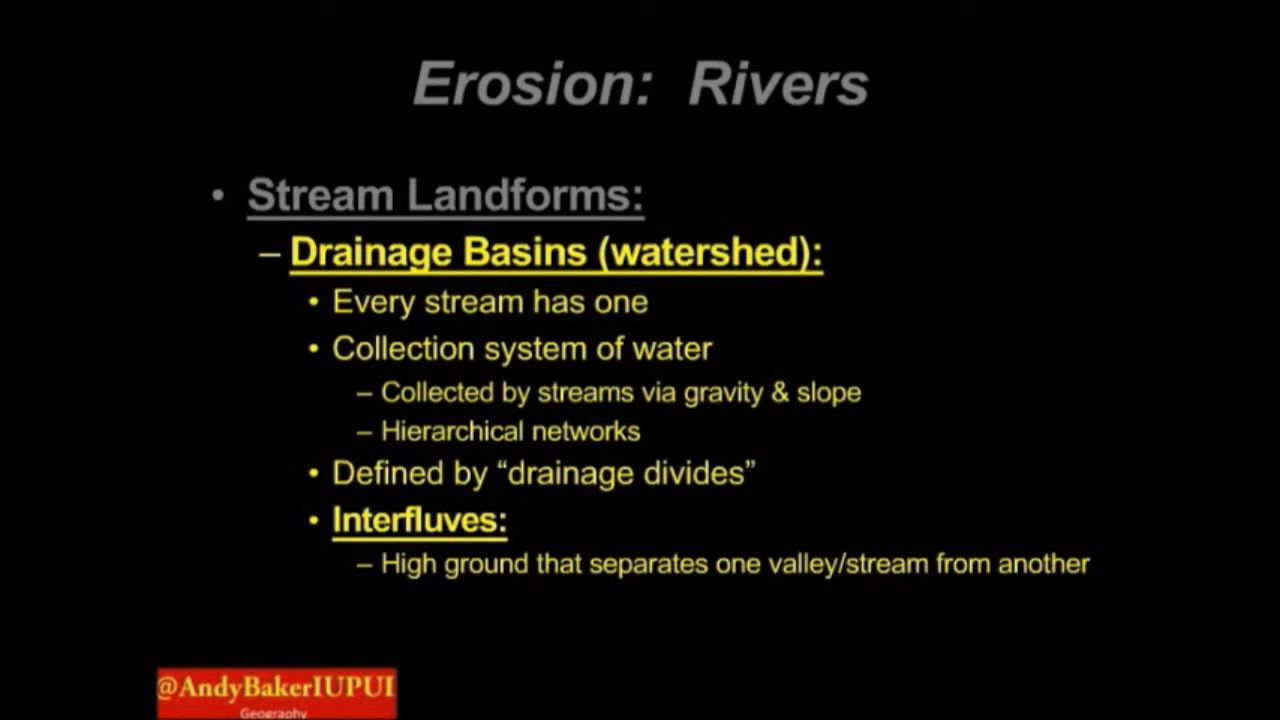 Erosion: Rivers
• Stream Landforms:
– Drainage Basins (watershed):
• Every stream has one
• Collection system of water
– Collected by streams via gravity & slope
– Hierarchical networks
• Defined by “drainage divides”
• Interfluves:
– High ground that separates one valley/stream from another
@AndyBakerIUPUI
Geography